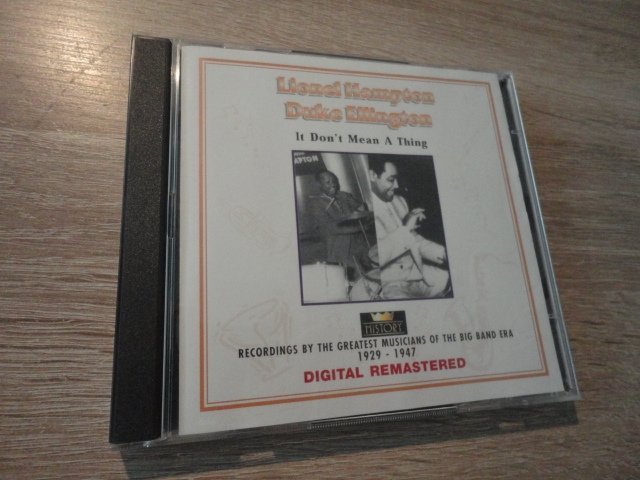 Lionel Hampton
Duke Ellington
It Don't Mean A Thing
HISTORY
RECORDINGS BY THE GREATEST MUSICIANS OF THE BIG BAND ERA
1929 - 1947
DIGITAL REMASTERED